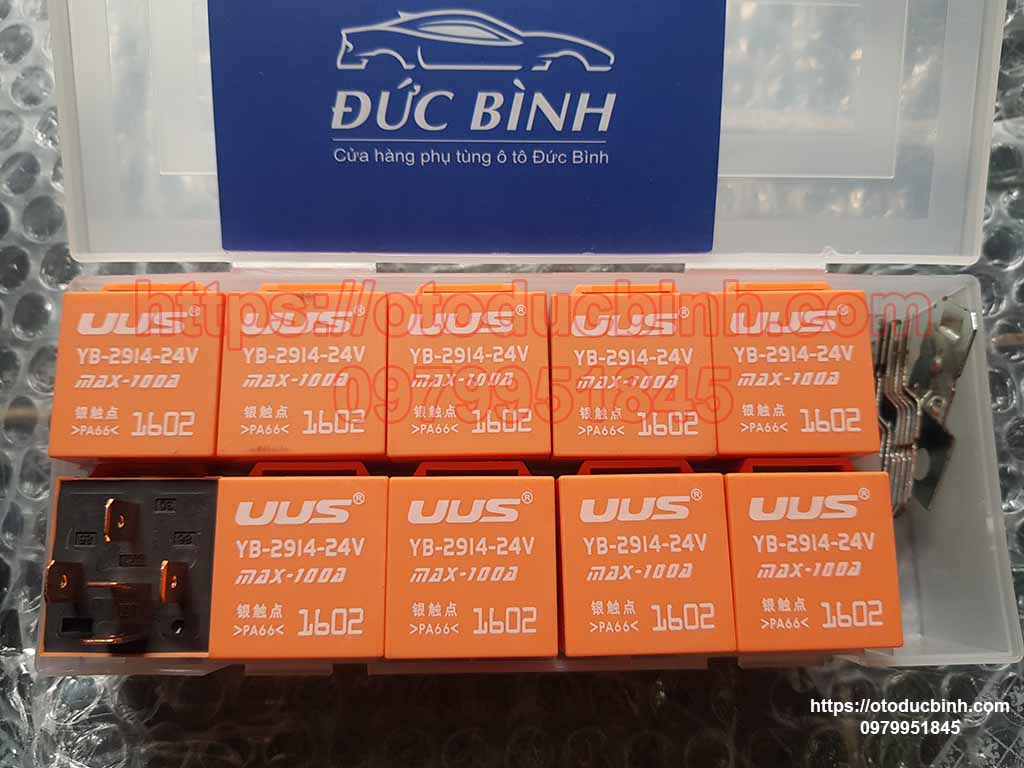 ĐỨC BÌNH
Cửa hàng phụ tùng ô tô Đức Bình
https://otoducbinh.com
0979951845
UUS® UUS® UUS® UUS® UUS®
YB-2914-24V YB-2914-24V YB-2914-24V YB-2914-24V YB-2914-24V
MAX-100A MAX-100A MAX-100A MAX-100A MAX-100A
银触点 银触点 银触点 银触点 银触点
>PA66< 1602 >PA66< 1602 >PA66< 1602 >PA66< 1602 >PA66< 1602
UUS® UUS® UUS® UUS®
YB-2914-24V YB-2914-24V YB-2914-24V YB-2914-24V
MAX-100A MAX-100A MAX-100A MAX-100A
银触点 银触点 银触点 银触点
>PA66< 1602 >PA66< 1602 >PA66< 1602 >PA66< 1602
https://otoducbinh.com
0979951845